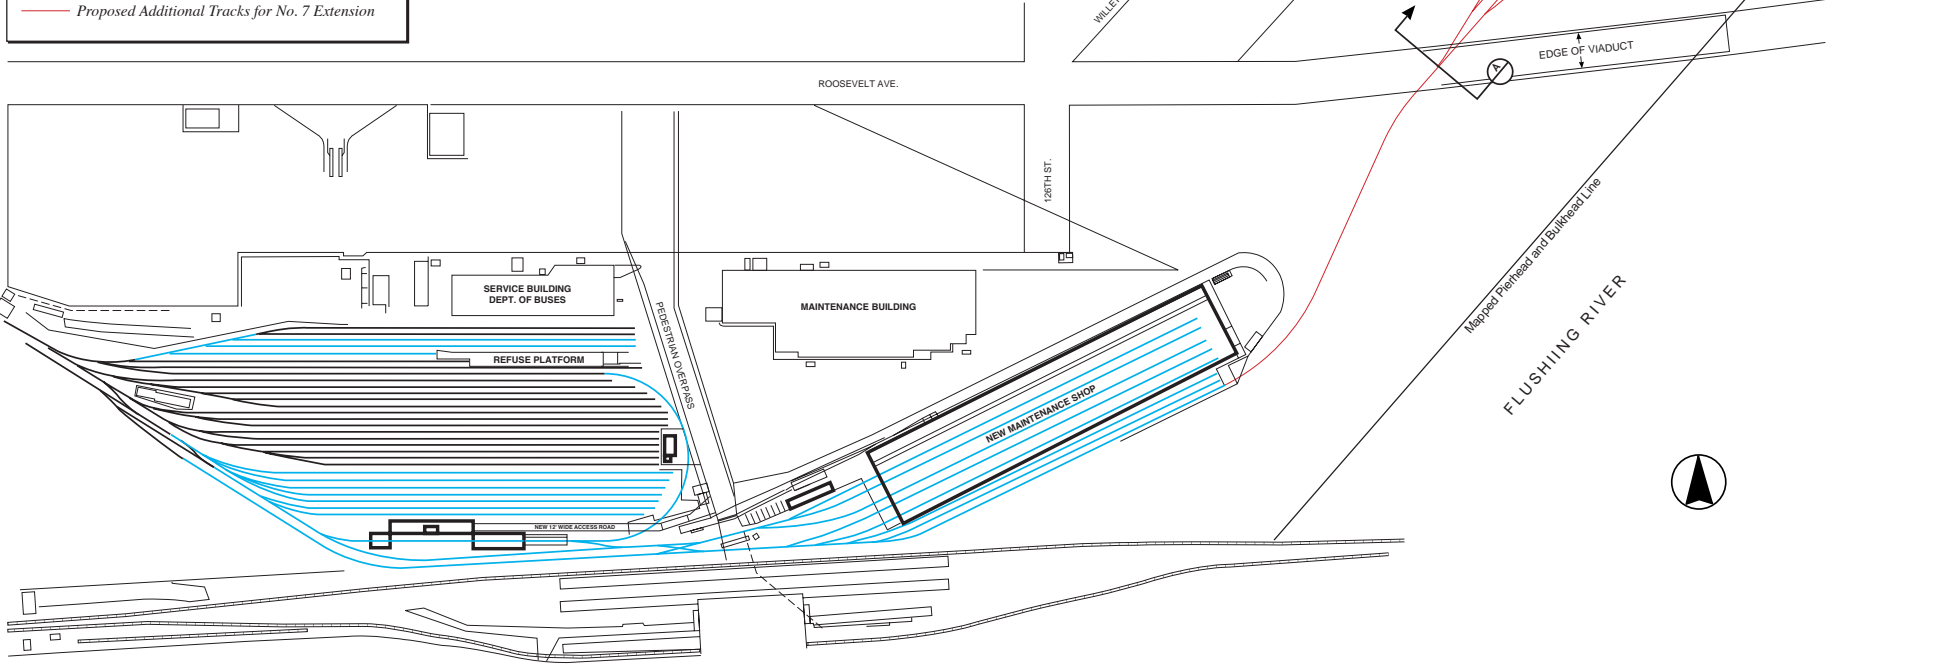 Proposed Additional Tracks for No. 7 Extension
EDGE OF VIADUCT
A
ROOSEVELT AVE.
126TH ST.
Mapped Pierhead and Bulkhead Line
FLUSHIING RIVER
SERVICE BUILDING
DEPT. OF BUSES
MAINTENANCE BUILDING
PEDESTRIAN OVERPASS
REFUSE PLATFORM
NEW MAINTENANCE SHOP
NEW 12' WIDE ACCESS ROAD